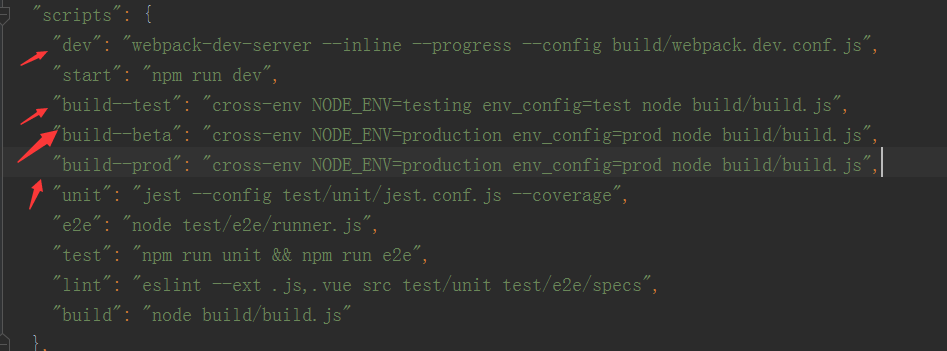 "scripts": {
"dev": "webpack-dev-server --inline --progress --config build/webpack.dev.conf.js",
"start": "npm run dev",
"build--test": "cross-env NODE_ENV=testing env_config=test node build/build.js",
"build--beta": "cross-env NODE_ENV=production env_config=prod node build/build.js",
"build--prod": "cross-env NODE_ENV=production env_config=prod node build/build.js",
"unit": "jest --config test/unit/jest.conf.js --coverage",
"e2e": "node test/e2e/runner.js",
"test": "npm run unit && npm run e2e",
"lint": "eslint --ext .js,.vue src test/unit test/e2e/specs",
"build": "node build/build.js"
},